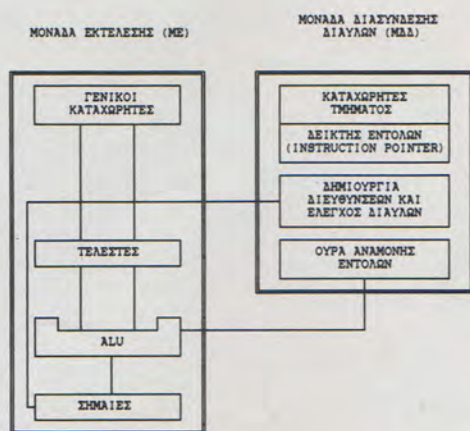 ΜΟΝΑΔΑ ΕΚΤΕΛΕΣΗΣ (ΜΕ)
ΓΕΝΙΚΟΙ
ΚΑΤΑΧΩΡΗΤΕΣ
ΤΕΛΕΣΤΕΣ
ALU
ΣΗΜΑΙΕΣ
ΜΟΝΑΔΑ ΔΙΑΣΥΝΔΕΣΗΣ
ΔΙΑΥΛΩΝ (ΜΔΔ)
ΚΑΤΑΧΩΡΗΤΕΣ
ΤΜΗΜΑΤΟΣ
ΔΕΙΚΤΗΣ ΕΝΤΟΛΩΝ
(INSTRUCTION POINTER)
ΔΗΜΙΟΥΡΓΙΑ
ΔΙΕΥΘΥΝΣΕΩΝ ΚΑΙ
ΕΛΕΓΧΟΣ ΔΙΑΥΛΩΝ
ΟΥΡΑ ΑΝΑΜΟΝΗΣ
ΕΝΤΟΛΩΝ